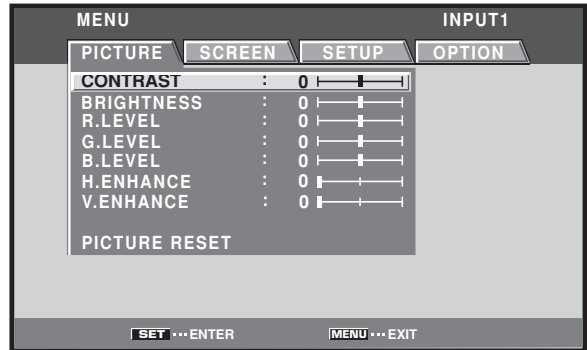 MENU INPUT1
PICTURE SCREEN SETUP OPTION
CONTRAST : 0
BRIGHTNESS : 0
R.LEVEL : 0
G.LEVEL : 0
B.LEVEL : 0
H.ENHANCE : 0
V.ENHANCE : 0
PICTURE RESET
SET ··· ENTER MENU ··· EXIT